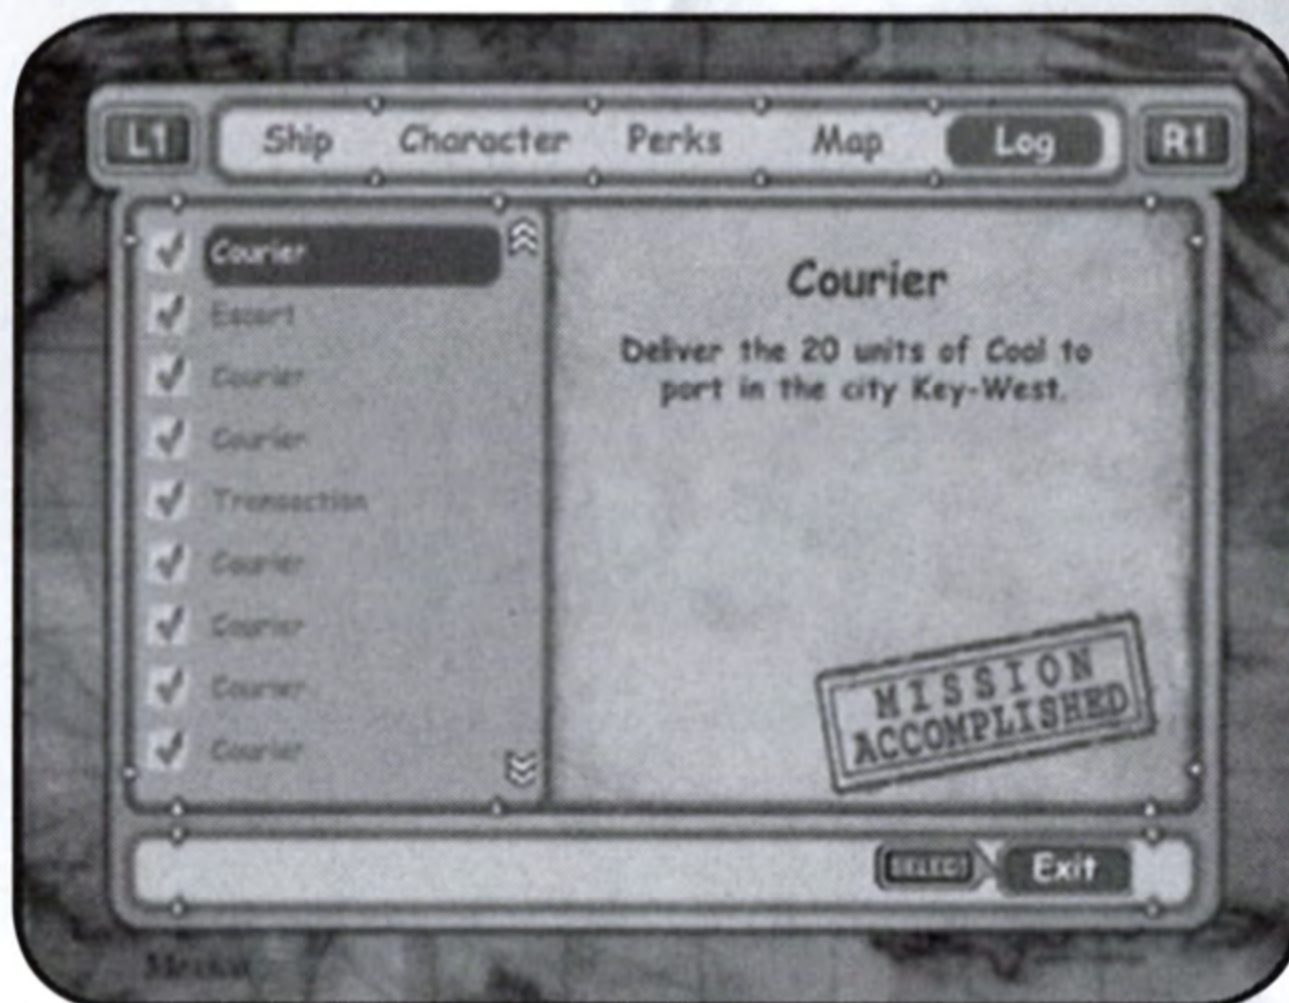 L1
Ship Character Perks Map Log
R1
Courier
Escort
Courier
Courier
Transaction
Courier
Courier
Courier
Courier
Courier
Deliver the 20 units of Coal to
port in the city Key-West.
MISSION
ACCOMPLISHED
SELECT Exit